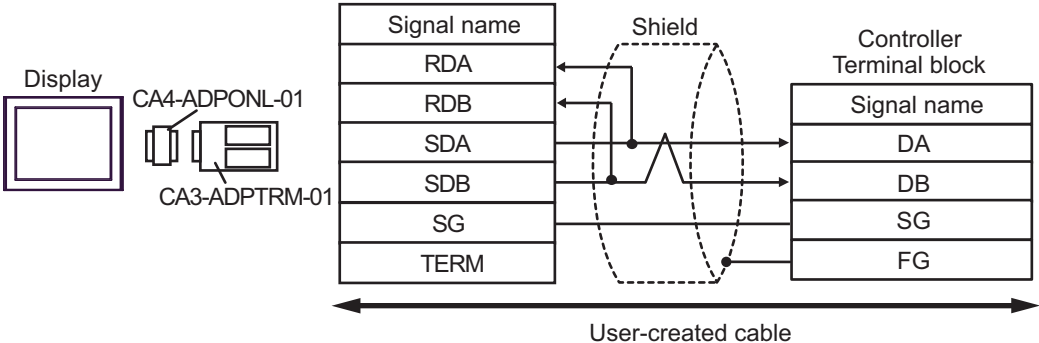 Display
CA4-ADPONL-01
CA3-ADPTRM-01
Signal name
RDA
RDB
SDA
SDB
SG
TERM
Shield
Controller
Terminal block
Signal name
DA
DB
SG
FG
User-created cable